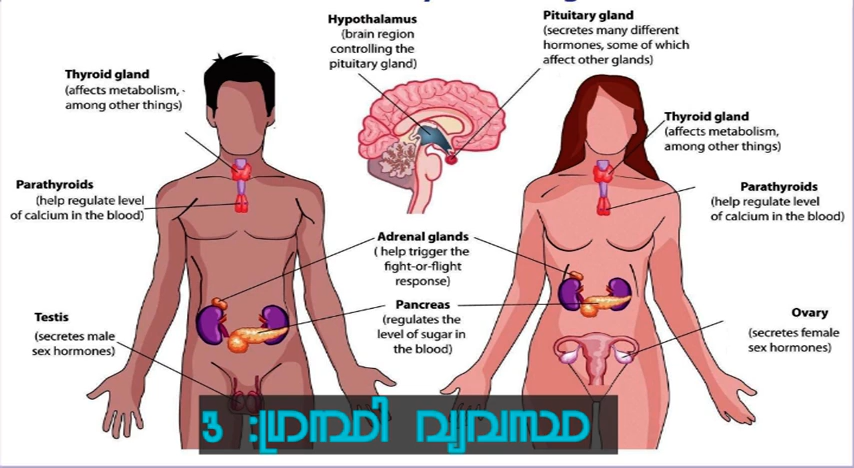 Hypothalamus
(brain region
controlling the
pituitary gland)
Pituitary gland
(secretes many different
hormones, some of which
affect other glands)
Thyroid gland
(affects metabolism,
among other things)
Thyroid gland
(affects metabolism,
among other things)
Parathyroids
(help regulate level
of calcium in the blood)
Parathyroids
(help regulate level
of calcium in the blood)
Adrenal glands
( help trigger the
fight-or-flight
response)
Pancreas
(regulates the
level of sugar in
the blood)
Testis
(secretes male
sex hormones)
Ovary
(secretes female
sex hormones)
3 :ഗ്രന്ഥി വ്യവസ്ഥ